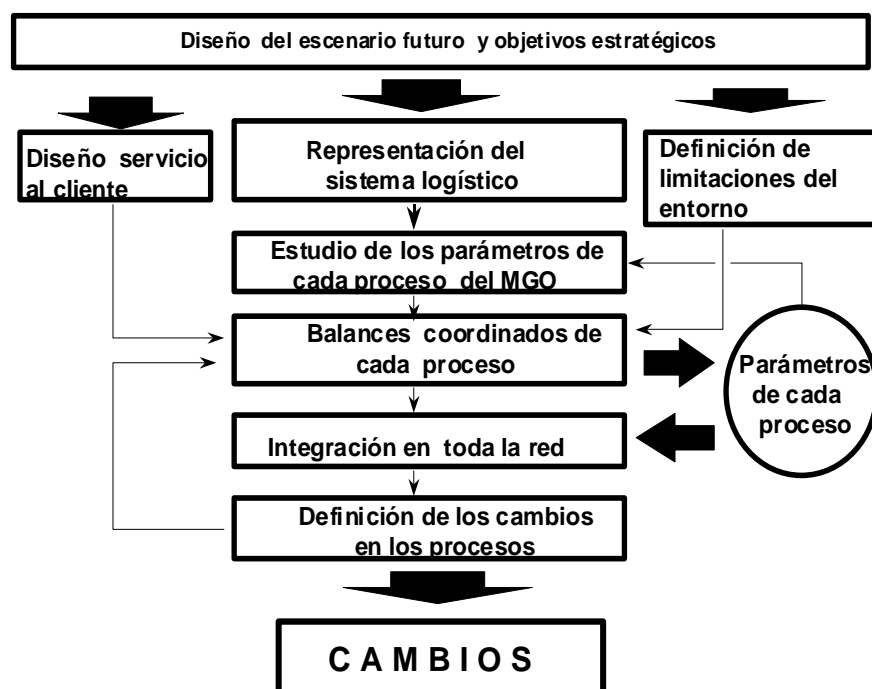 Diseño del escenario futuro y objetivos estratégicos
Diseño servicio
al cliente
Representación del
sistema logístico
Definición de
limitaciones del
entorno
Estudio de los parámetros de
cada proceso del MGO
Balances coordinados de
cada proceso
Parámetros
de cada
proceso
Integración en toda la red
Definición de los cambios
en los procesos
CAMBIOS